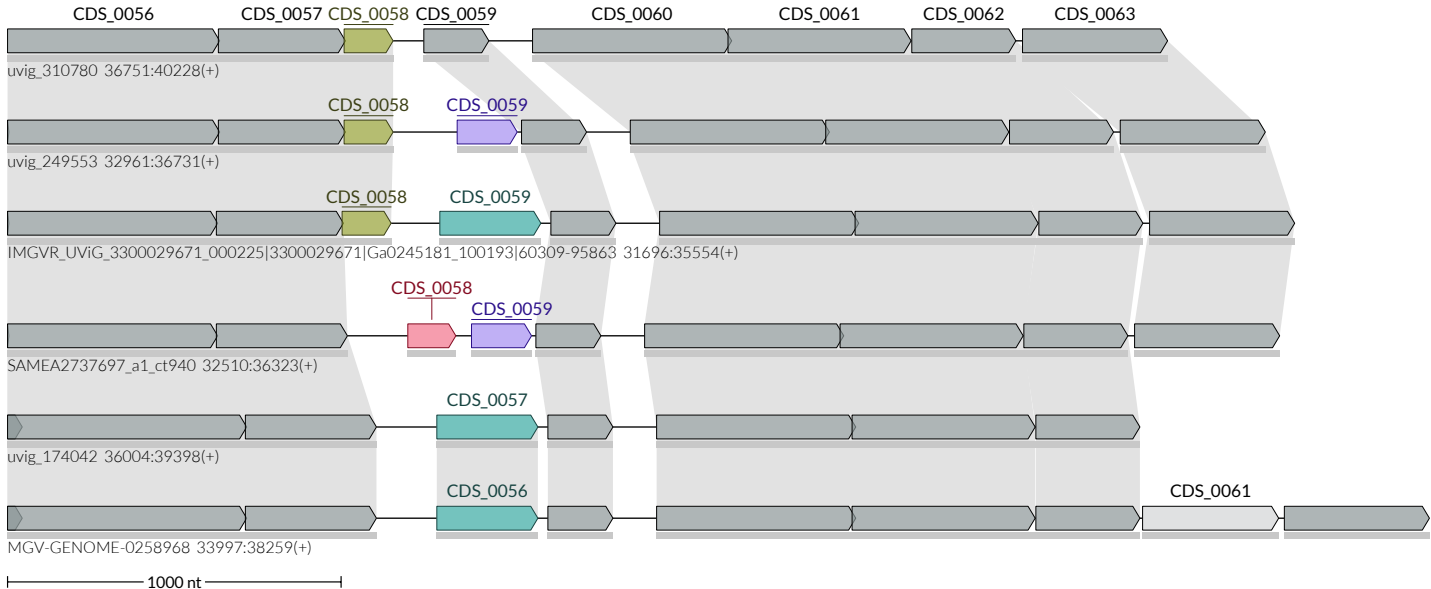 CDS_0056 CDS_0057 CDS_0058 CDS_0059 CDS_0060 CDS_0061 CDS_0062 CDS_0063
uvig_310780 36751:40228(+)
CDS_0058 CDS_0059
uvig_249553 32961:36731(+)
CDS_0058 CDS_0059
IMGVR_UViG_3300029671_000225|3300029671|Ga0245181_100193|60309-95863 31696:35554(+)
CDS_0058
CDS_0059
SAMEA2737697_a1_ct940 32510:36323(+)
CDS_0057
uvig_174042 36004:39398(+)
CDS_0056 CDS_0061
MGV-GENOME-0258968 33997:38259(+)
1000 nt